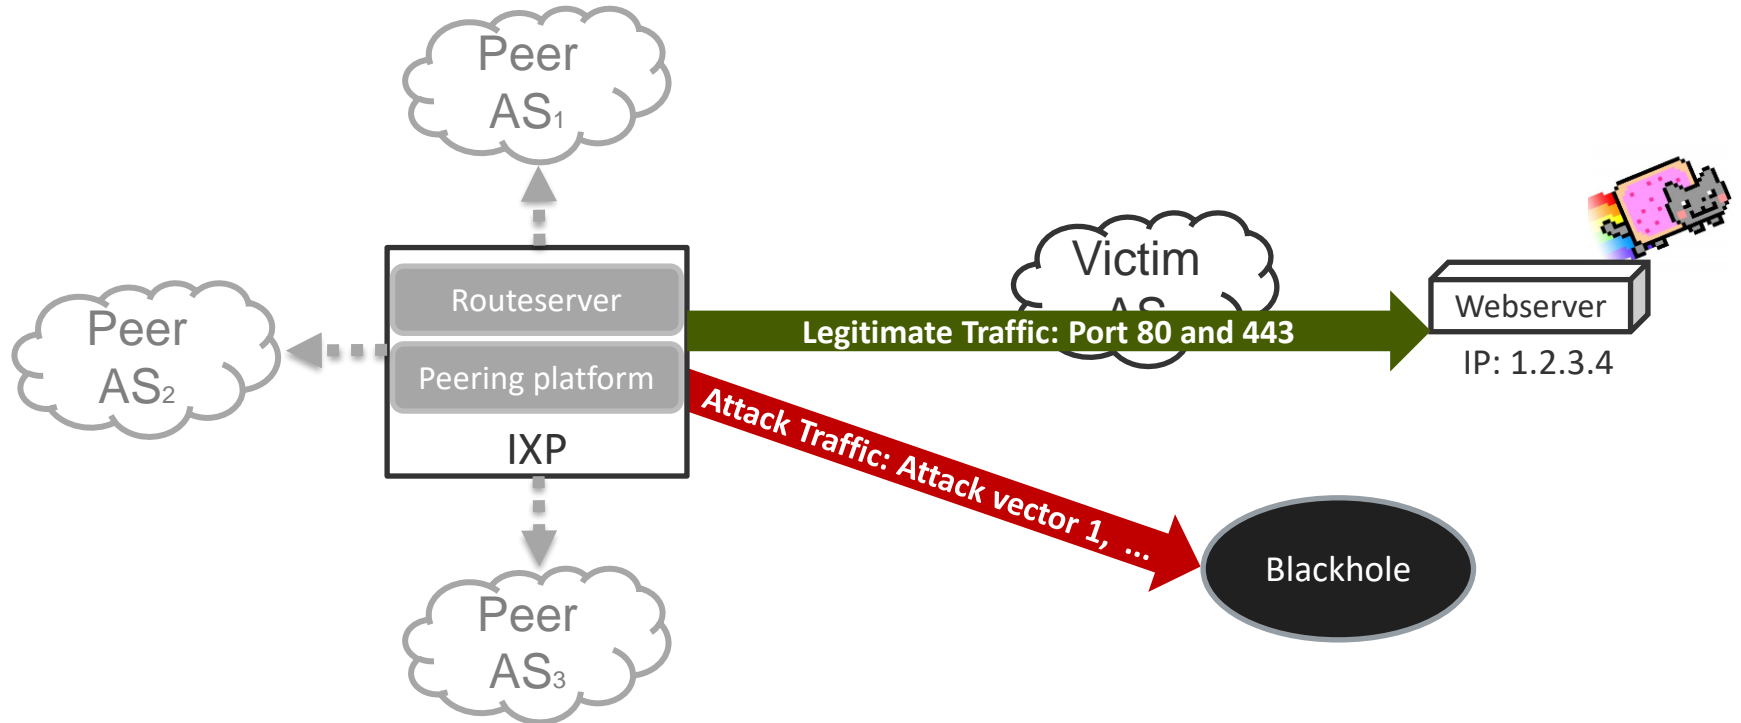 Peer
AS₁
Peer
AS₂
Routeserver
Peering platform
IXP
Peer
AS₃
Victim
AS
Legitimate Traffic: Port 80 and 443
Attack Traffic: Attack vector 1, ...
Webserver
IP: 1.2.3.4
Blackhole